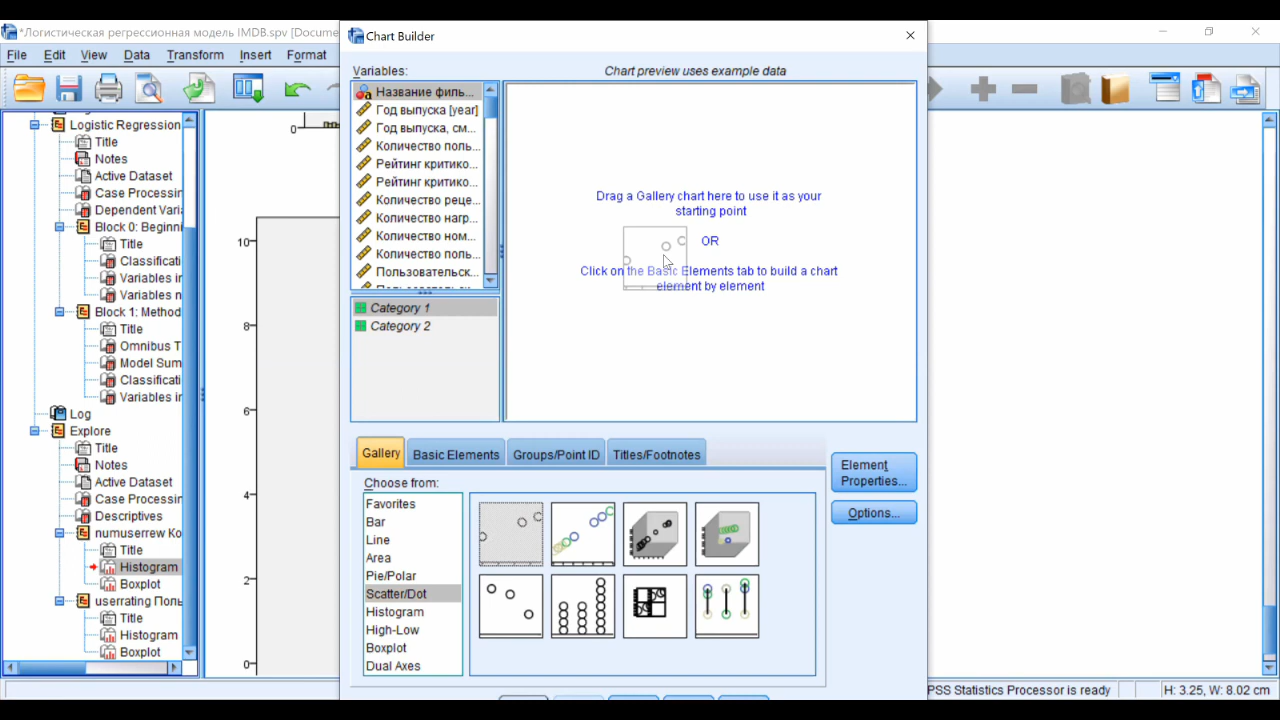 *Логистическая регрессионная модель IMDB.spv [Docume
File Edit View Data Transform Insert Format
Logistic Regression
Title
Notes
Active Dataset
Case Processin
Dependent Varia
Block 0: Beginni
Title
Classificati
Variables in
Variables n
Block 1: Method
Title
Omnibus T
Model Sum
Classificati
Variables in
Log
Explore
Title
Notes
Active Dataset
Case Processin
Descriptives
numuserrew Ко
Title
Histogram
Boxplot
userrating Поль
Title
Histogram
Boxplot
0
10
8
6
4
2
0
Chart Builder
Variables:
Название филь...
Год выпуска [year]
Год выпуска, см...
Количество поль...
Рейтинг критико...
Рейтинг критико...
Количество реце...
Количество нагр...
Количество ном...
Количество поль...
Пользовательск...
Category 1
Category 2
Chart preview uses example data
Drag a Gallery chart here to use it as your
starting point
OR
Click on the Basic Elements tab to build a chart
element by element
Gallery Basic Elements Groups/Point ID Titles/Footnotes
Choose from:
Favorites
Bar
Line
Area
Pie/Polar
Scatter/Dot
Histogram
High-Low
Boxplot
Dual Axes
Element
Properties...
Options...
PSS Statistics Processor is ready H: 3.25, W: 8.02 cm